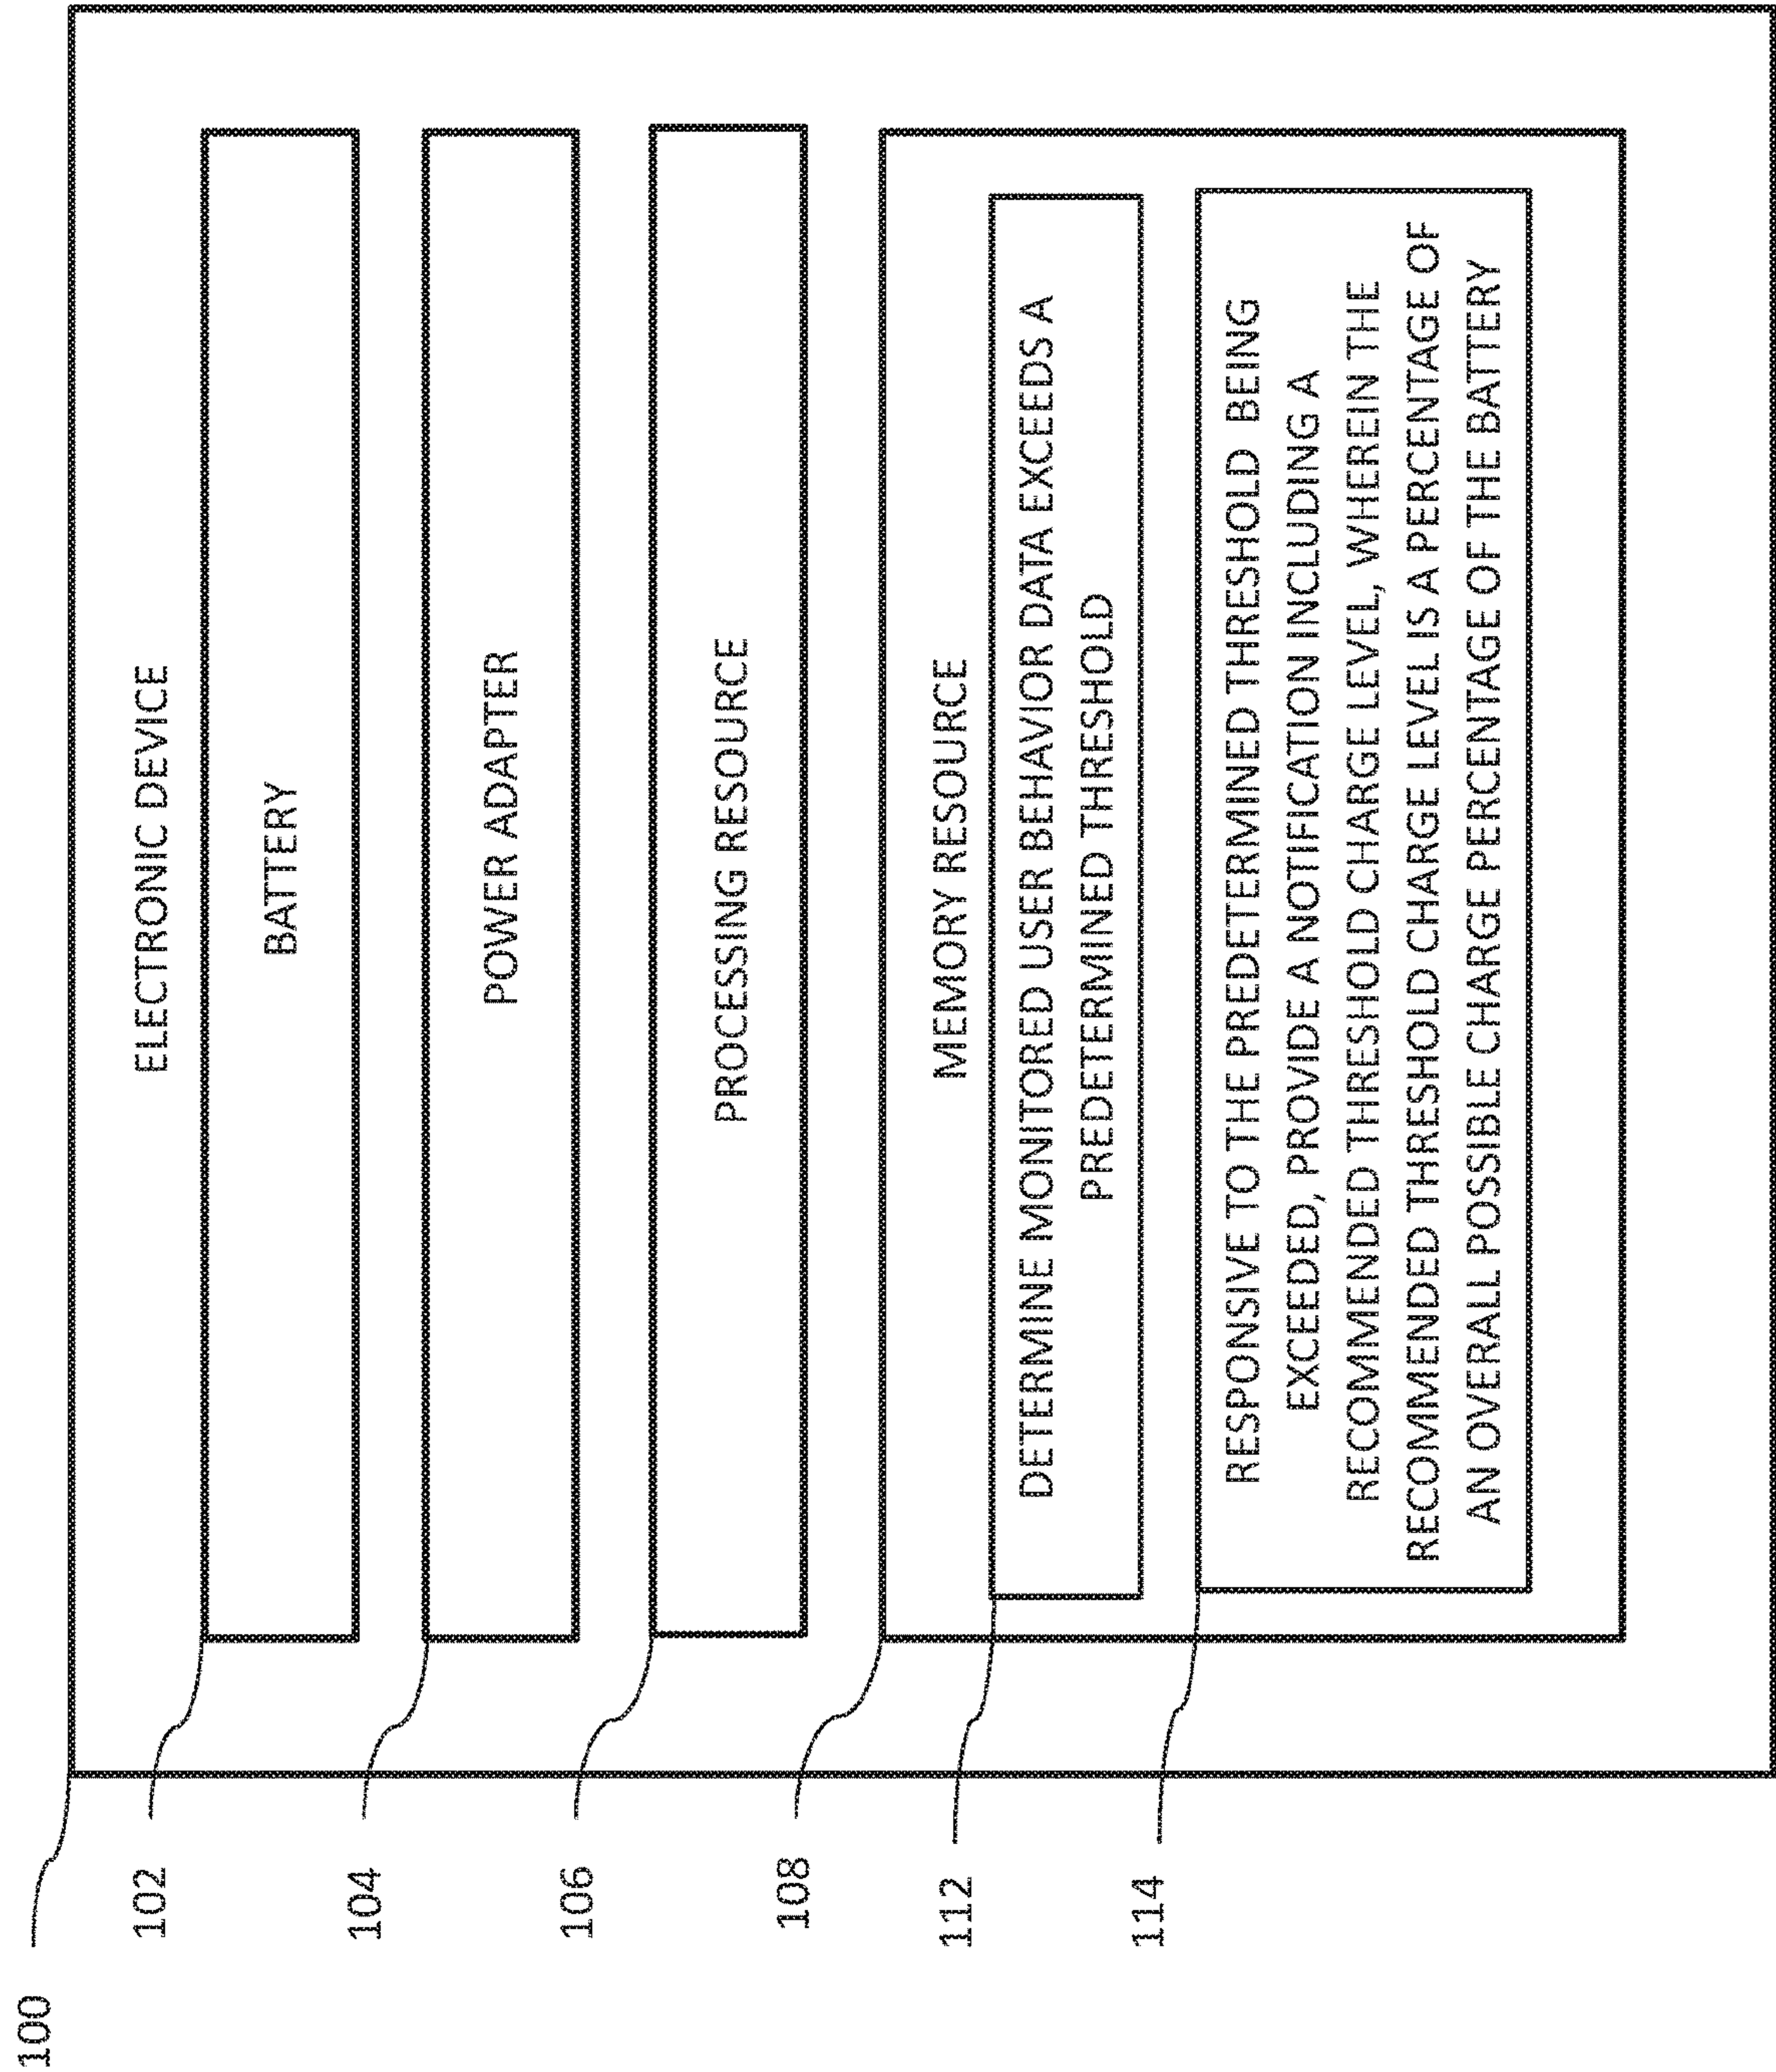 100
ELECTRONIC DEVICE
102
BATTERY
104
POWER ADAPTER
106
PROCESSING RESOURCE
108
MEMORY RESOURCE
112
DETERMINE MONITORED USER BEHAVIOR DATA EXCEEDS A
PREDETERMINED THRESHOLD
114
RESPONSIVE TO THE PREDETERMINED THRESHOLD BEING
EXCEEDED, PROVIDE A NOTIFICATION INCLUDING A
RECOMMENDED THRESHOLD CHARGE LEVEL, WHEREIN THE
RECOMMENDED THRESHOLD CHARGE LEVEL IS A PERCENTAGE OF
AN OVERALL POSSIBLE CHARGE PERCENTAGE OF THE BATTERY